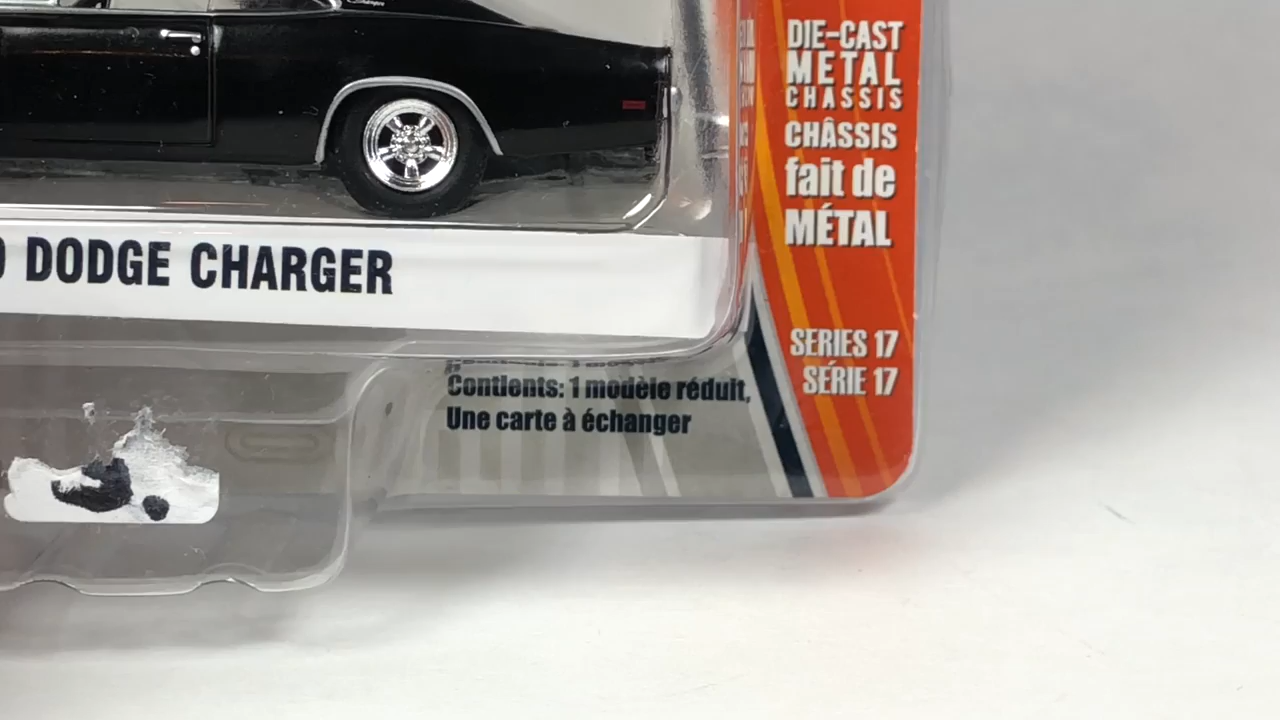 Charger
DIE-CAST
METAL
CHASSIS
CHÂSSIS
fait de
MÉTAL
DODGE CHARGER
SERIES 17
SÉRIE 17
Contients: 1 modèle réduit,
Une carte à échanger